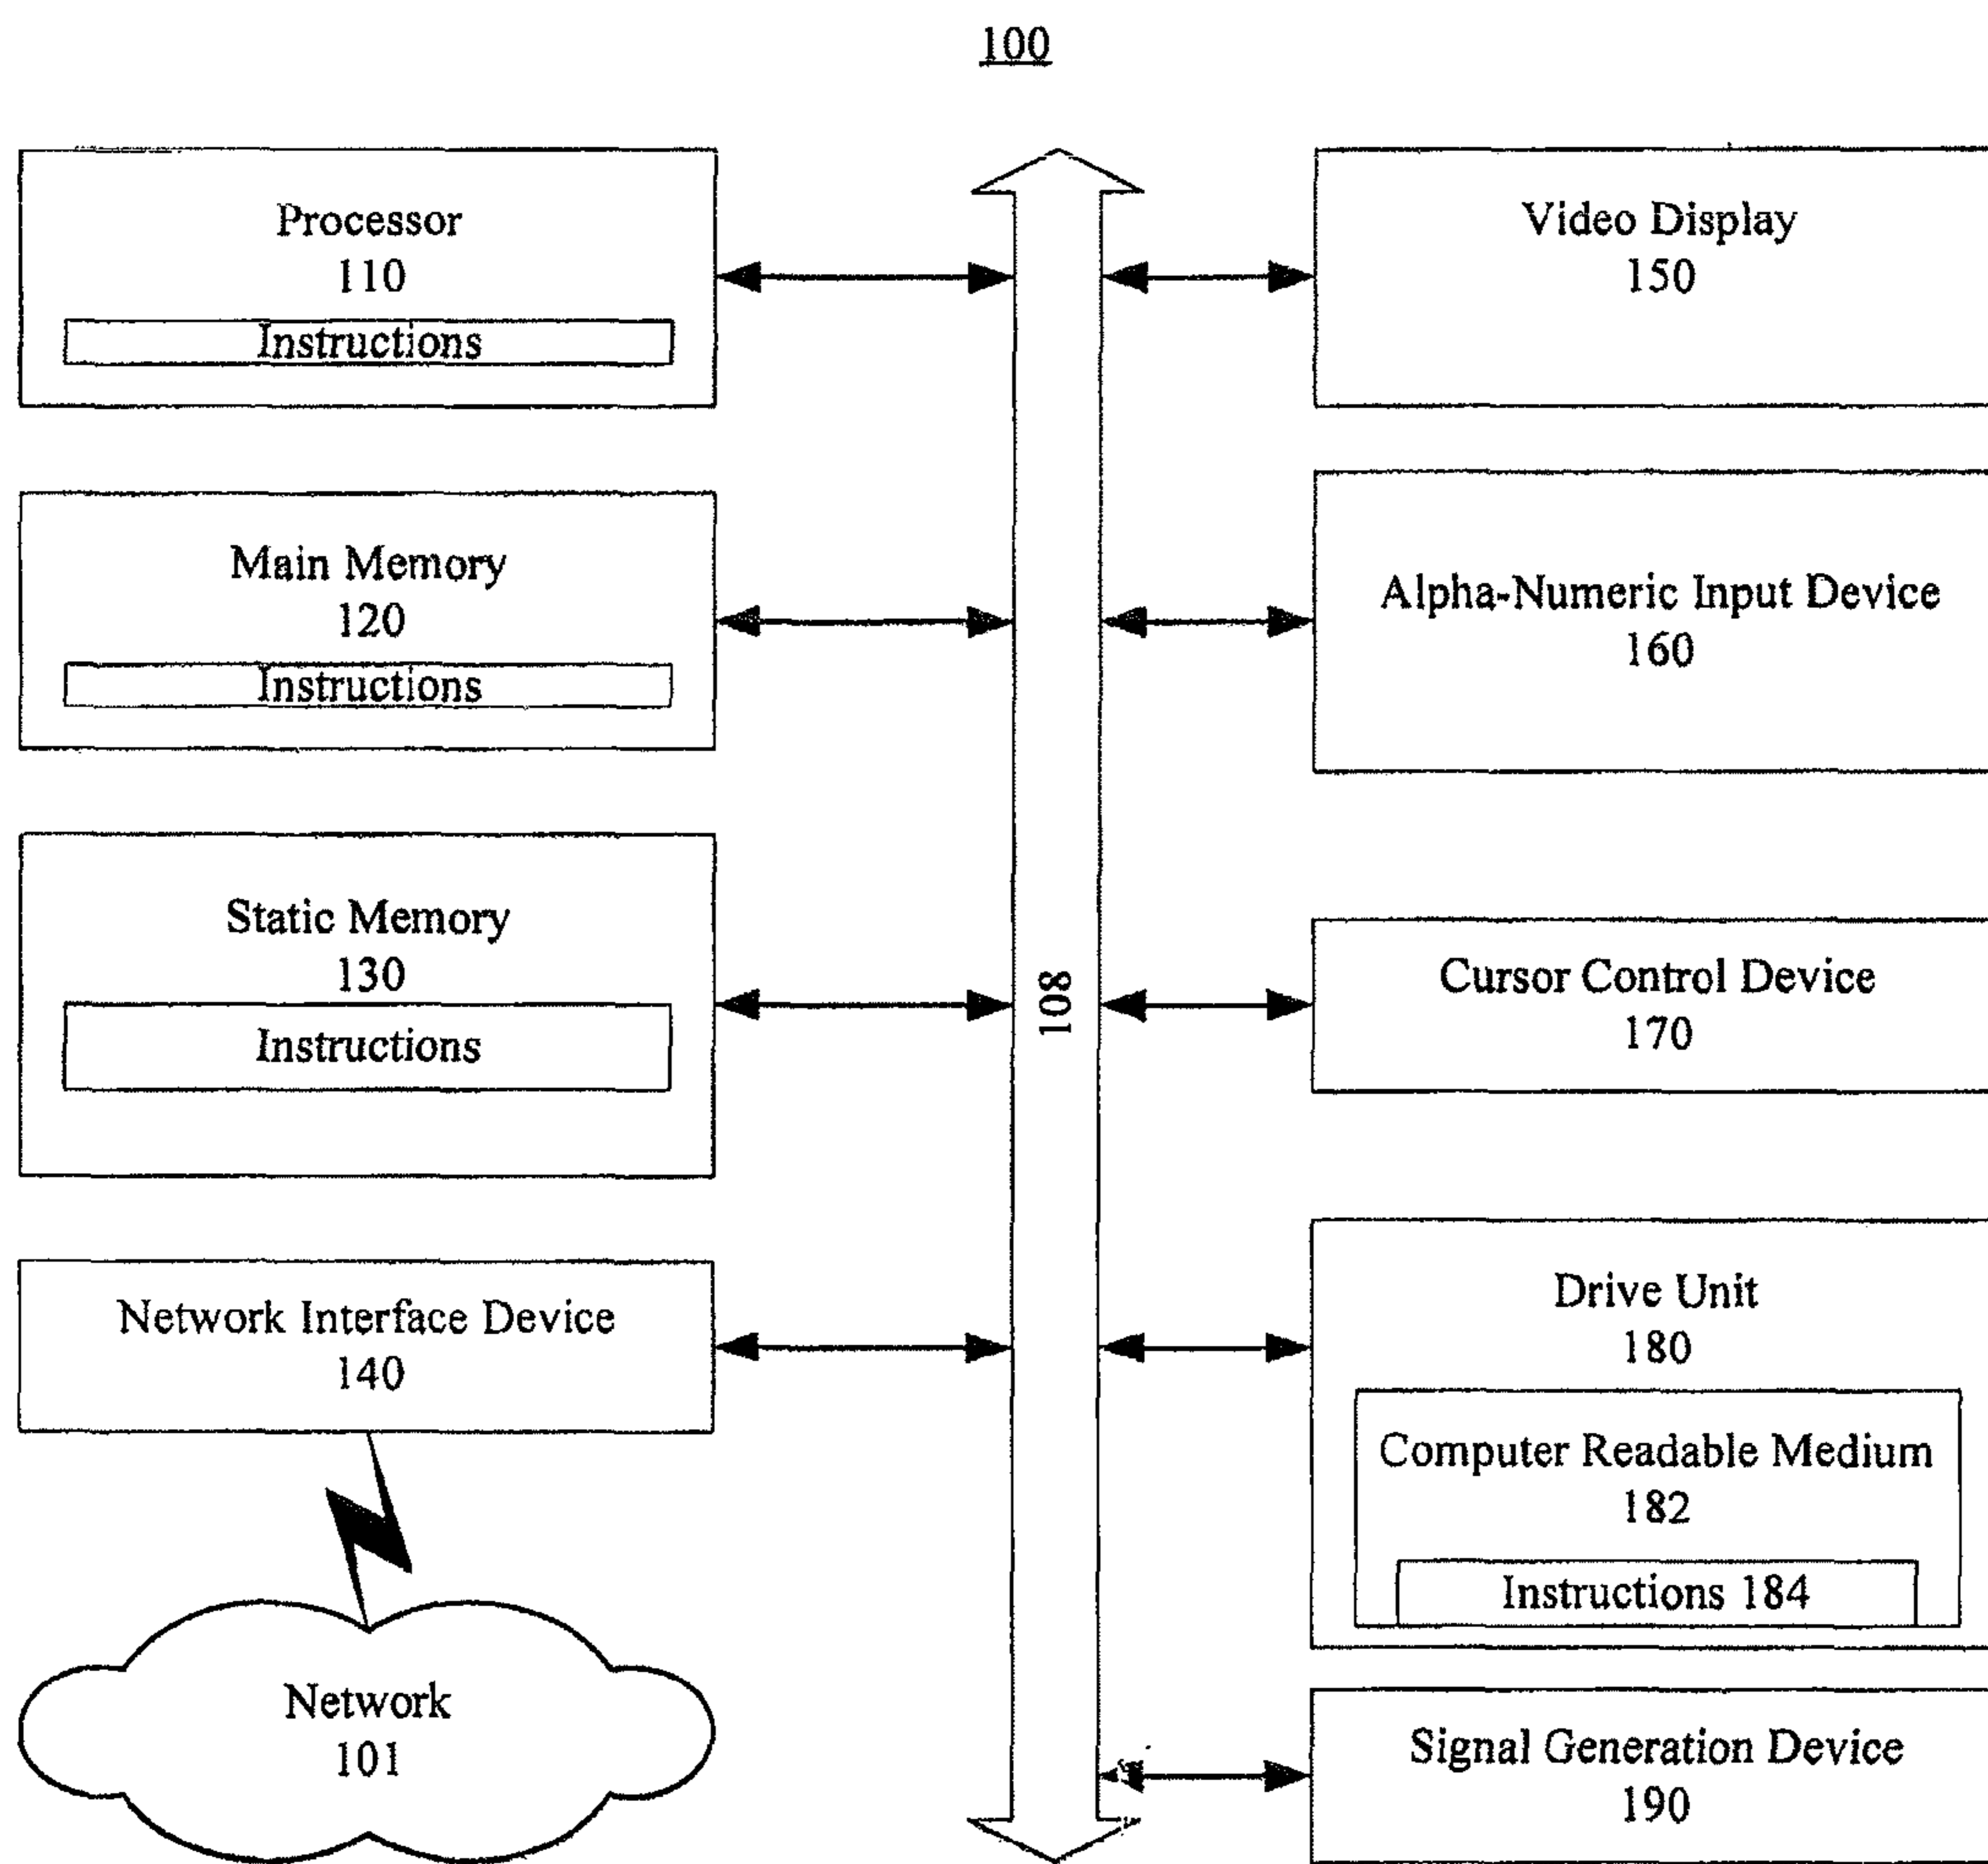 100
Processor
110
Instructions
Main Memory
120
Instructions
Static Memory
130
Instructions
Network Interface Device
140
Network
101
108
Video Display
150
Alpha-Numeric Input Device
160
Cursor Control Device
170
Drive Unit
180
Computer Readable Medium
182
Instructions 184
Signal Generation Device
190